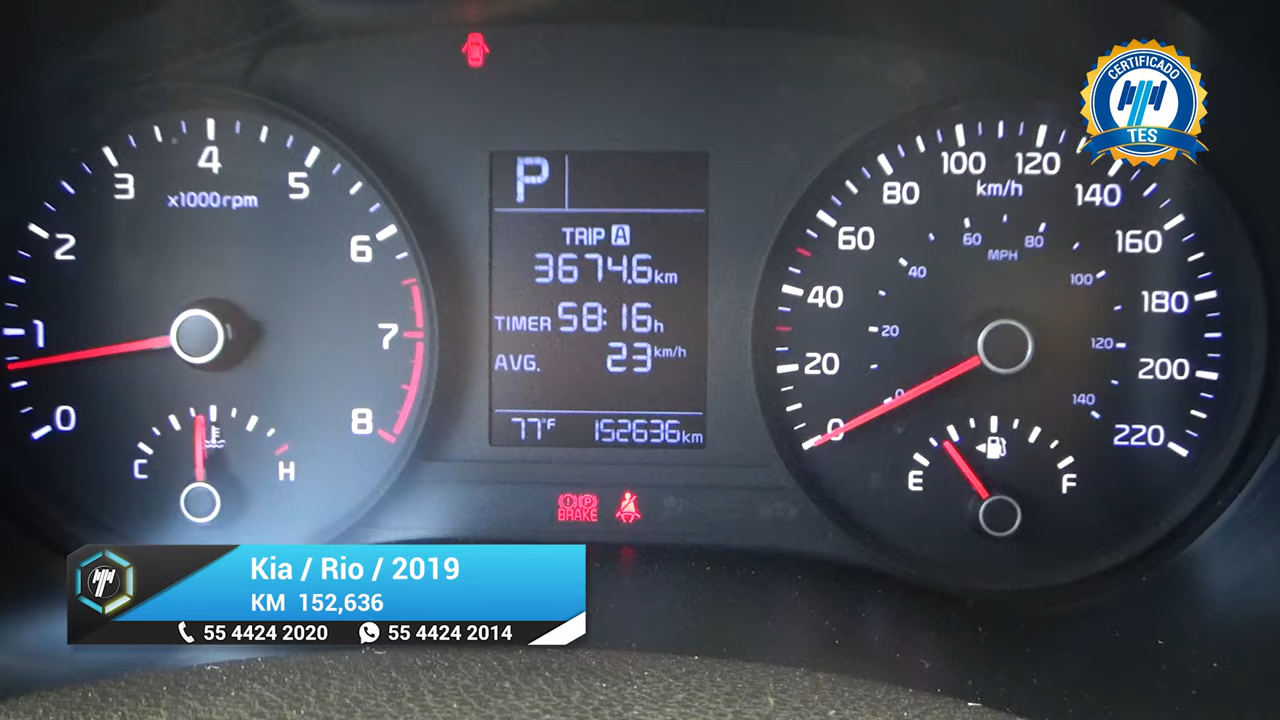 CERTIFICADO
TES
0
1
2
3
4
5
6
7
8
x1000rpm
C
H
P
TRIP A
3674.6km
TIMER 58:16h
AVG. 23km/h
77°F 152636km
BRAKE
0
20
40
60
80
100
120
140
160
180
200
220
km/h
0
20
40
60
80
100
120
140
MPH
E
F
Kia / Rio / 2019
KM 152,636
55 4424 2020 55 4424 2014